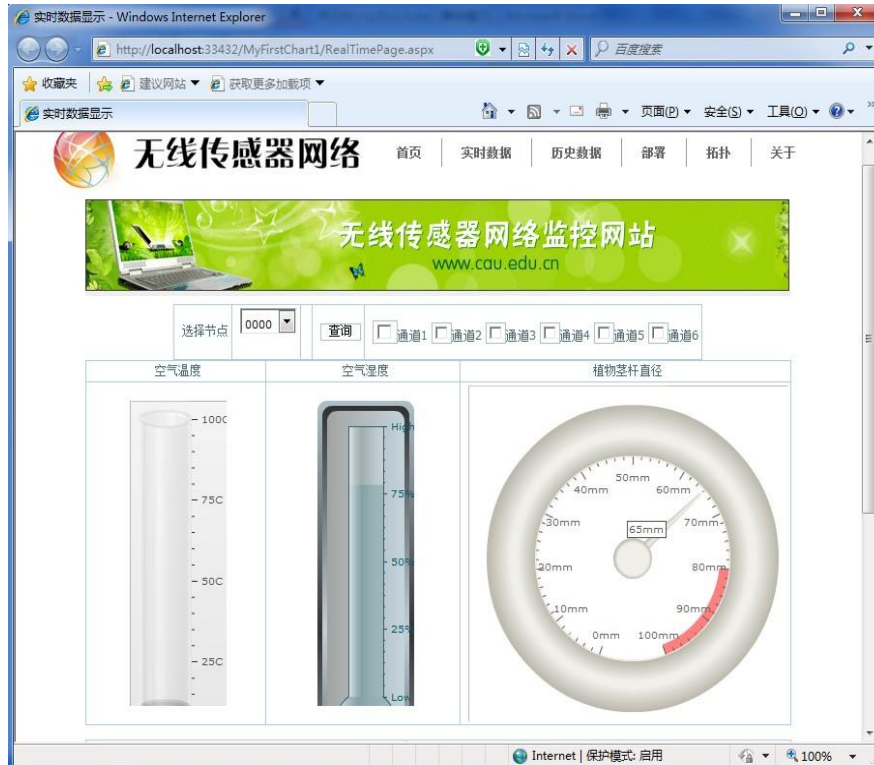 实时数据显示 - Windows Internet Explorer
http://localhost:33432/MyFirstChart1/RealTimePage.aspx 百度搜索
收藏夹 建议网站 获取更多加载项
实时数据显示 页面(P) 安全(S) 工具(O) »
无线传感器网络 首页 实时数据 历史数据 部署 拓扑 关于
无线传感器网络监控网站
www.cau.edu.cn
选择节点 0000 查询 通道1 通道2 通道3 通道4 通道5 通道6
空气温度 空气湿度 植物茎杆直径
100C
75C
50C
25C
High
75%
50%
25%
Low
50mm
40mm 60mm
30mm 65mm 70mm
20mm 80mm
10mm 90mm
0mm 100mm
Internet | 保护模式: 启用 100%